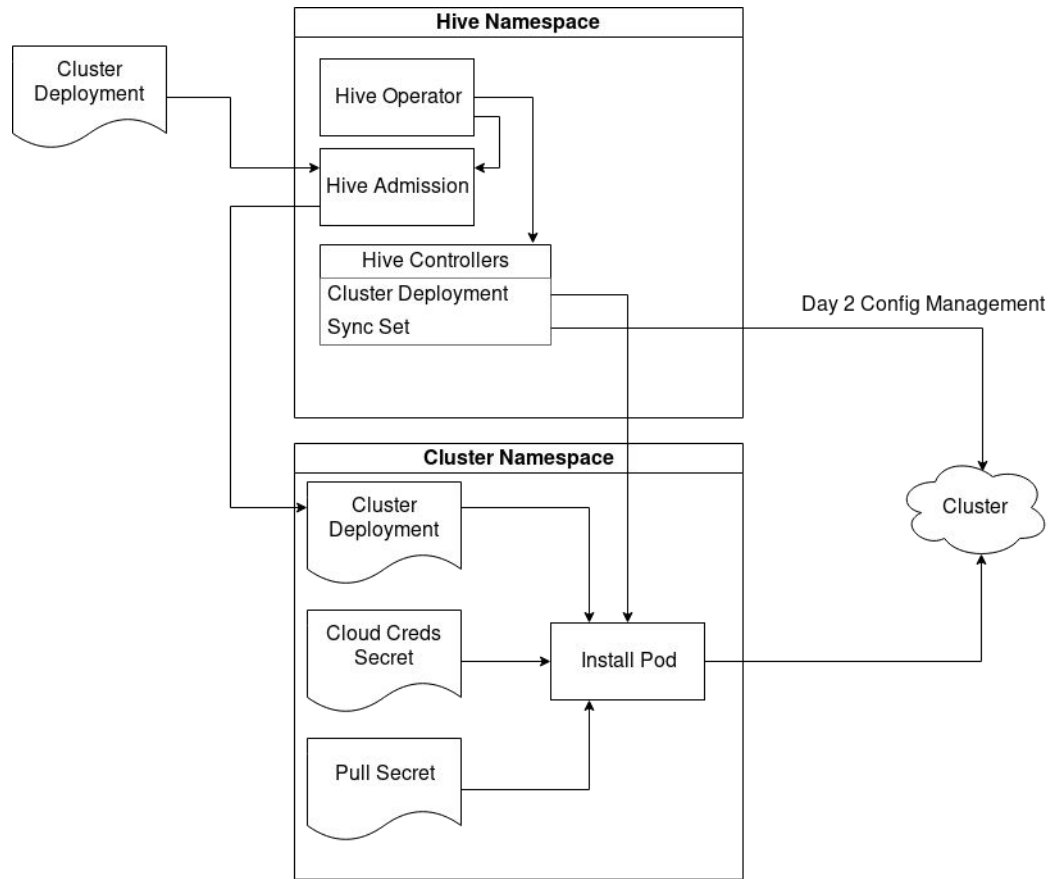 Hive Namespace
Cluster
Deployment
Hive Operator
Hive Admission
Hive Controllers
Cluster Deployment
Sync Set
Day 2 Config Management
Cluster Namespace
Cluster
Deployment
Cloud Creds
Secret
Install Pod
Pull Secret
Cluster